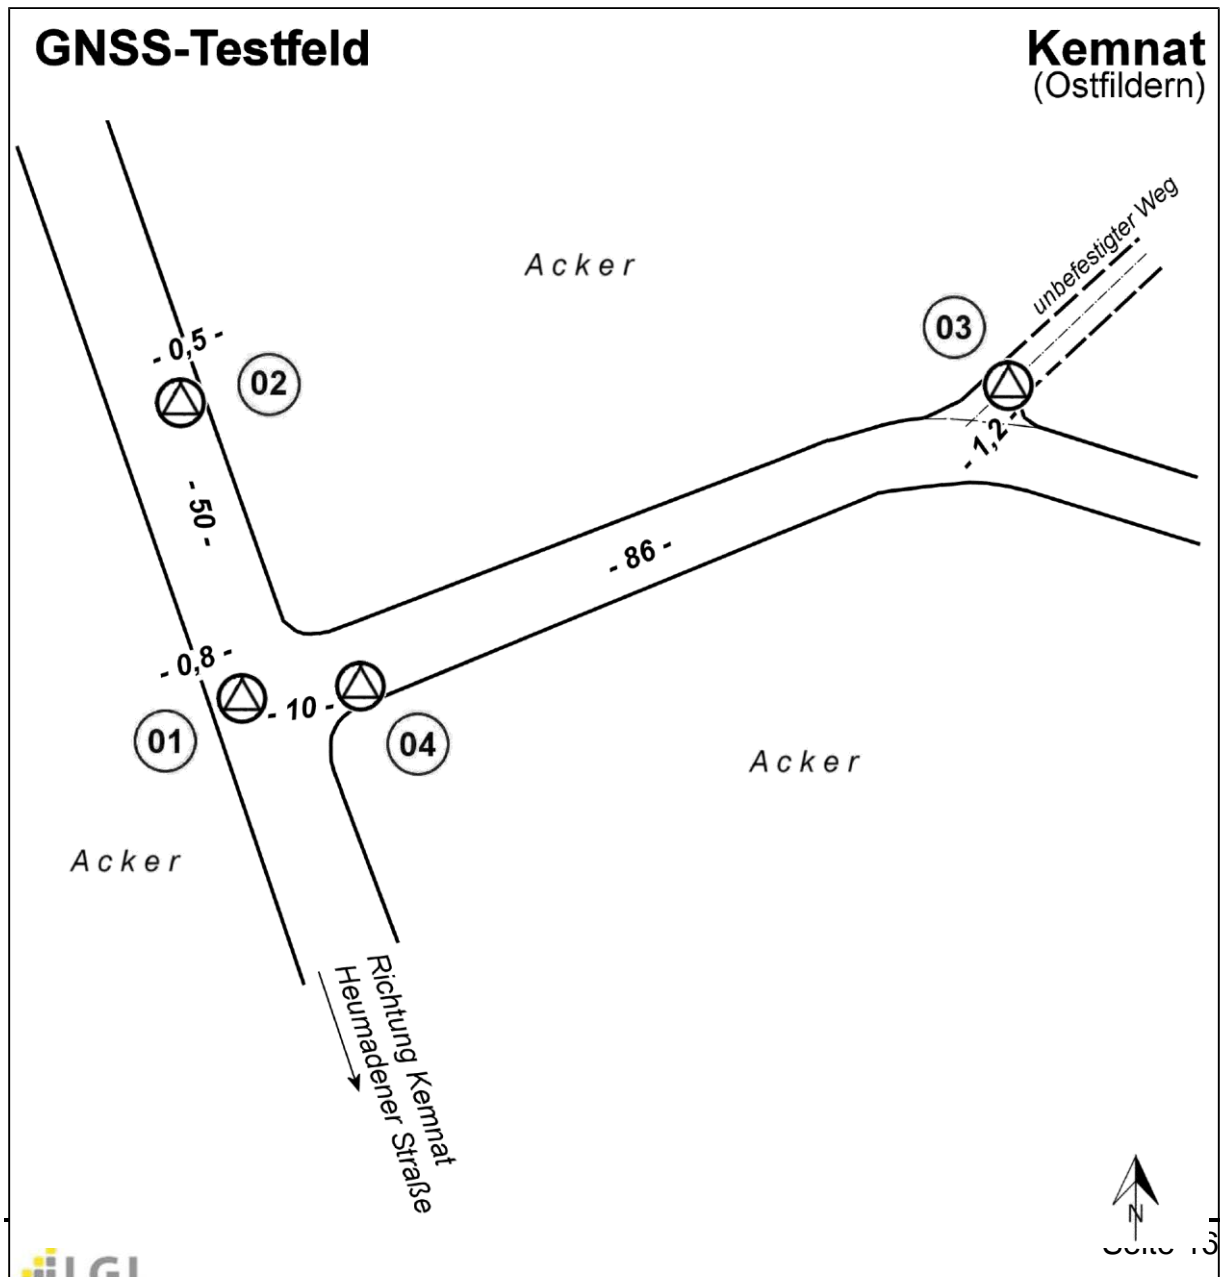 GNSS-Testfeld
Kemnat
(Ostfildern)
unbefestigter Weg
Acker
03
- 0,5 -
02
- 1,2 -
- 50 -
- 86 -
- 0,8 -
- 10 -
01
04
Acker
Acker
Richtung Kemnat
Heumadener Straße
N
LGL